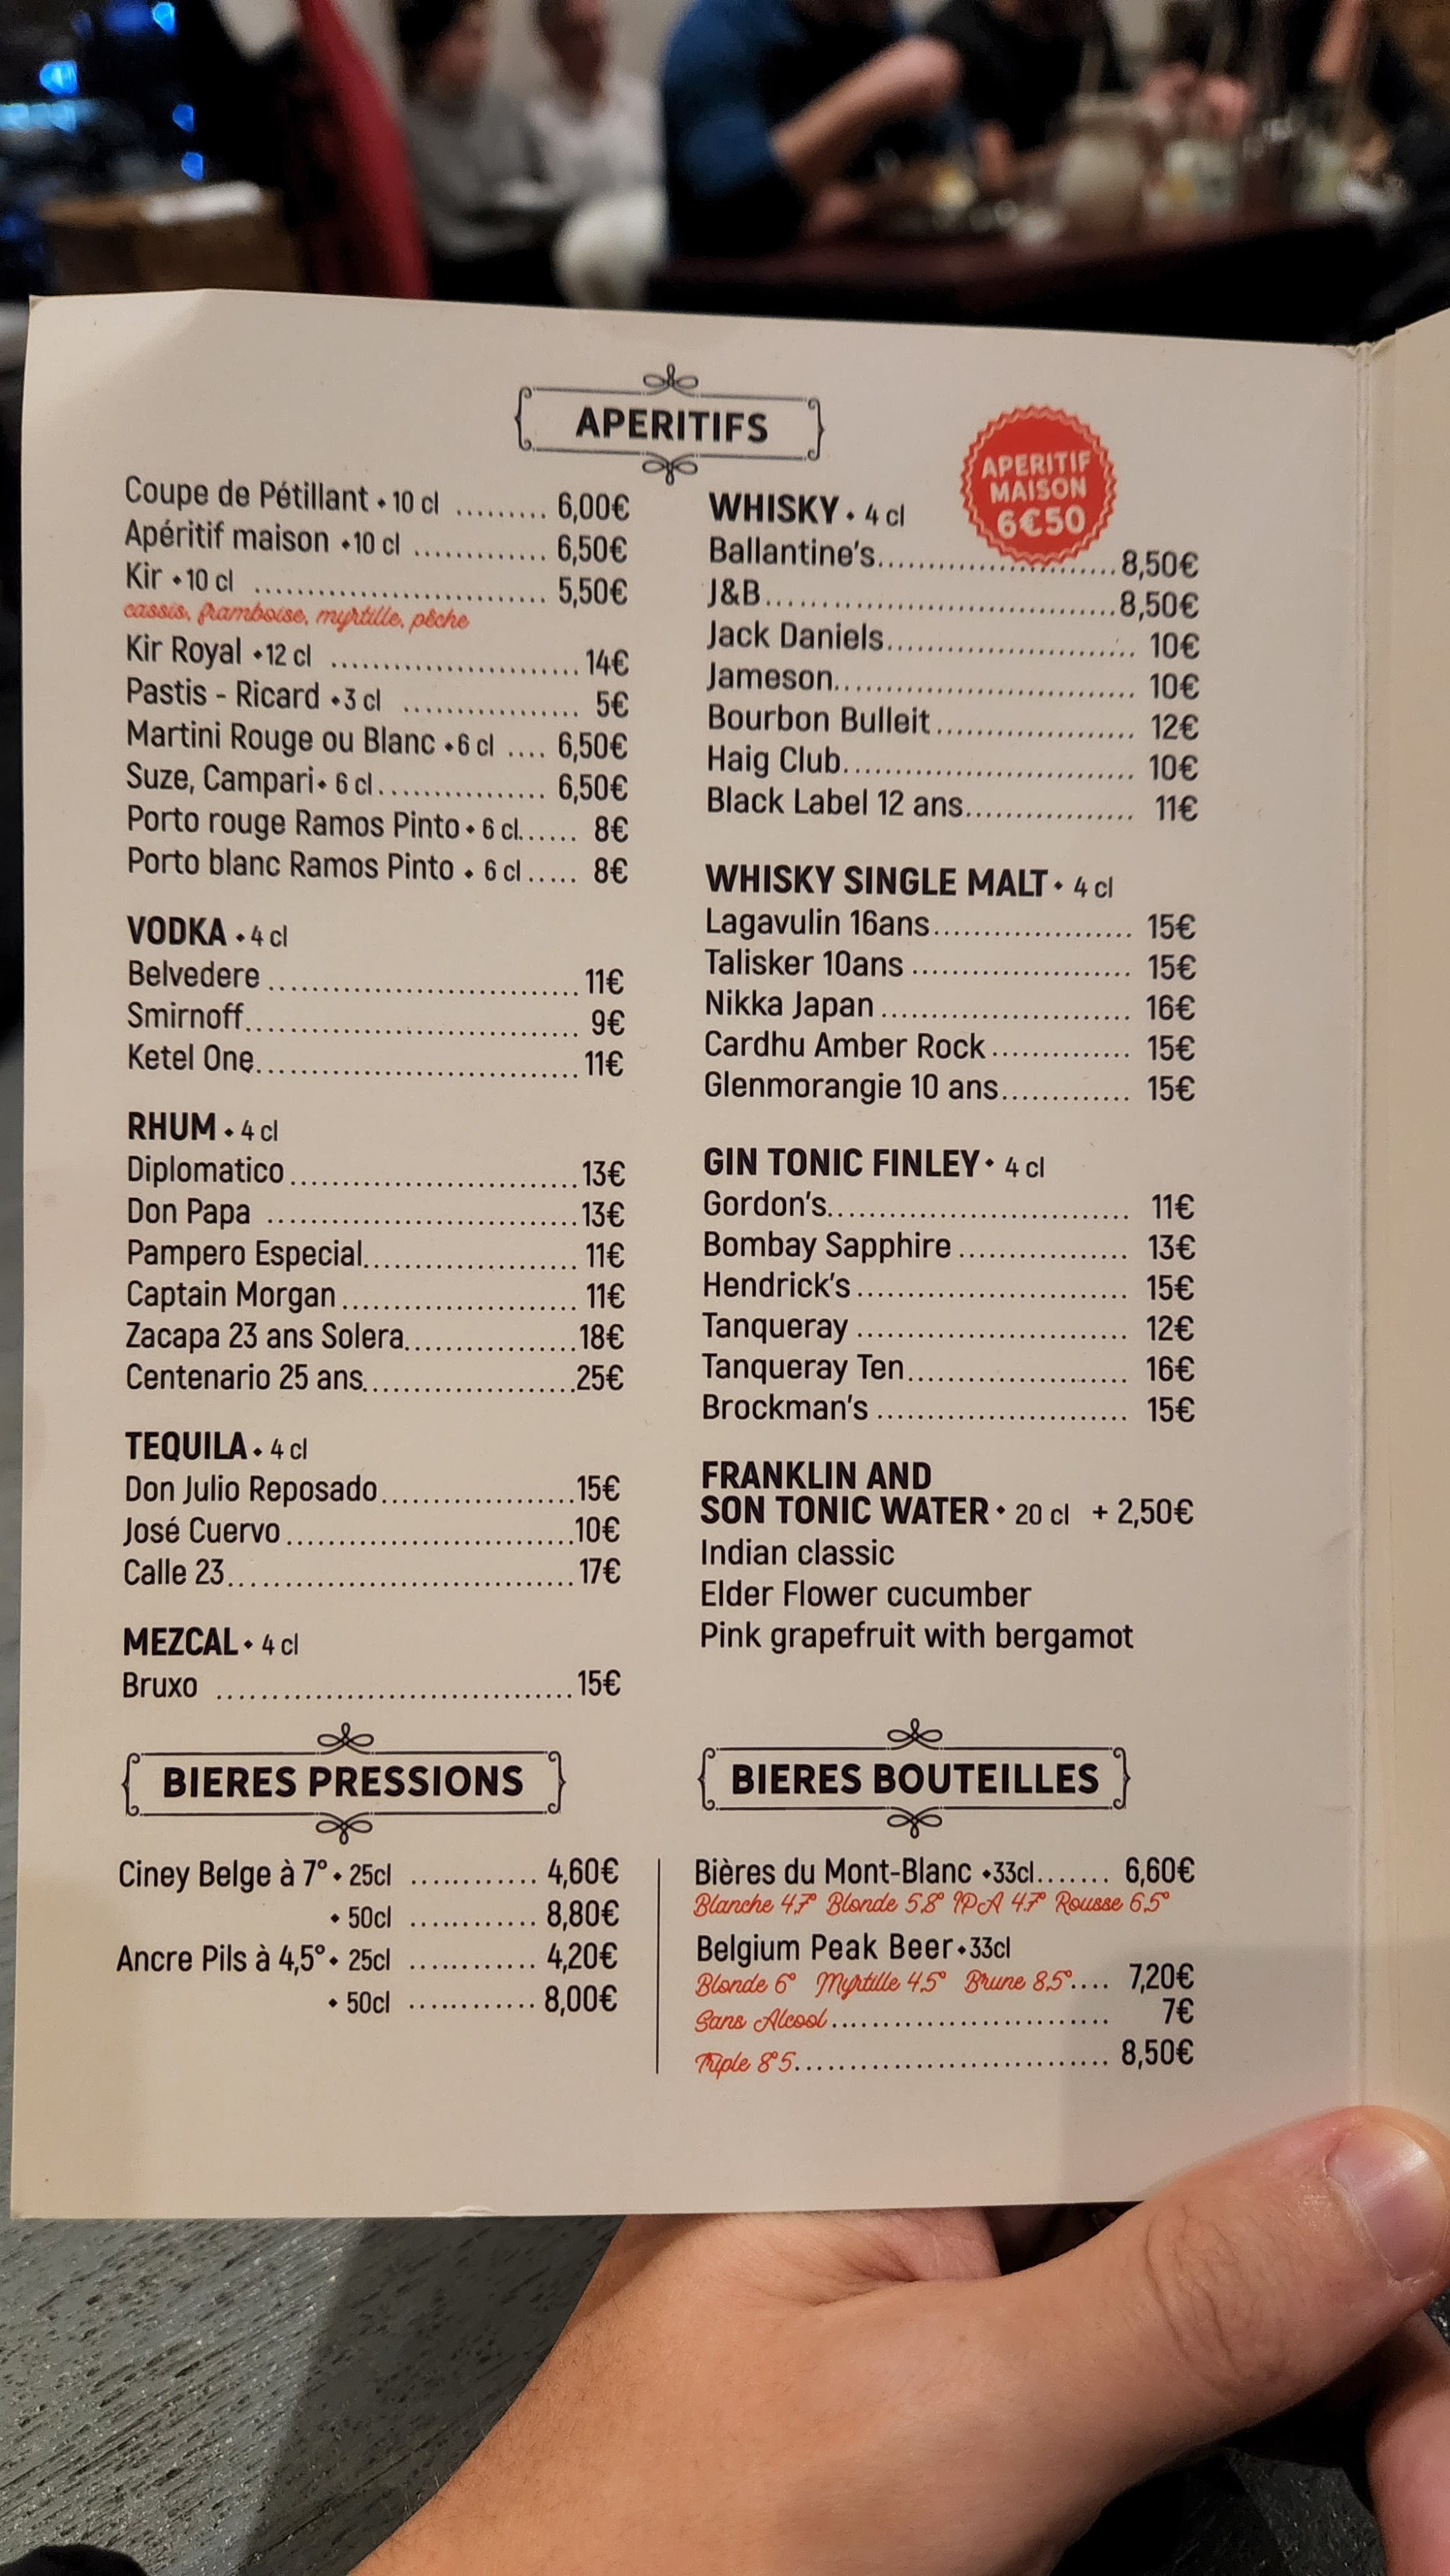 APERITIFS
Coupe de Pétillant • 10 cl ......... 6,00€
Apéritif maison •10 cl ............. 6,50€
Kir •10 cl ............................. 5,50€
cassis, framboise, myrtille, pêche
Kir Royal •12 cl ......................... 14€
Pastis - Ricard •3 cl ................. 5€
Martini Rouge ou Blanc •6 cl .... 6,50€
Suze, Campari• 6 cl................. 6,50€
Porto rouge Ramos Pinto • 6 cl...... 8€
Porto blanc Ramos Pinto • 6 cl ..... 8€
VODKA • 4 cl
Belvedere ............................... 11€
Smirnoff................................. 9€
Ketel One................................ 11€
RHUM • 4 cl
Diplomatico ............................. 13€
Don Papa ............................... 13€
Pampero Especial..................... 11€
Captain Morgan ....................... 11€
Zacapa 23 ans Solera................. 18€
Centenario 25 ans..................... 25€
TEQUILA • 4 cl
Don Julio Reposado................... 15€
José Cuervo ............................ 10€
Calle 23.................................. 17€
MEZCAL • 4 cl
Bruxo ................................... 15€
APERITIF
MAISON
6€50
WHISKY • 4 cl
Ballantine's........................ 8,50€
J&B................................... 8,50€
Jack Daniels......................... 10€
Jameson.............................. 10€
Bourbon Bulleit.................... 12€
Haig Club............................. 10€
Black Label 12 ans................. 11€
WHISKY SINGLE MALT • 4 cl
Lagavulin 16ans.................... 15€
Talisker 10ans ...................... 15€
Nikka Japan ......................... 16€
Cardhu Amber Rock .............. 15€
Glenmorangie 10 ans............. 15€
GIN TONIC FINLEY • 4 cl
Gordon's.............................. 11€
Bombay Sapphire ................. 13€
Hendrick's ........................... 15€
Tanqueray ........................... 12€
Tanqueray Ten...................... 16€
Brockman's ......................... 15€
FRANKLIN AND
SON TONIC WATER • 20 cl + 2,50€
Indian classic
Elder Flower cucumber
Pink grapefruit with bergamot
BIERES PRESSIONS
Ciney Belge à 7° • 25cl ............ 4,60€
• 50cl ............ 8,80€
Ancre Pils à 4,5° • 25cl ............ 4,20€
• 50cl ............ 8,00€
BIERES BOUTEILLES
Bières du Mont-Blanc •33cl....... 6,60€
Blanche 4.7° Blonde 5.8° IPA 4.7° Rousse 6.5°
Belgium Peak Beer •33cl
Blonde 6° Myrtille 4.5° Brune 8.5°.... 7,20€
Sans Alcool........................... 7€
Triple 8°5............................... 8,50€